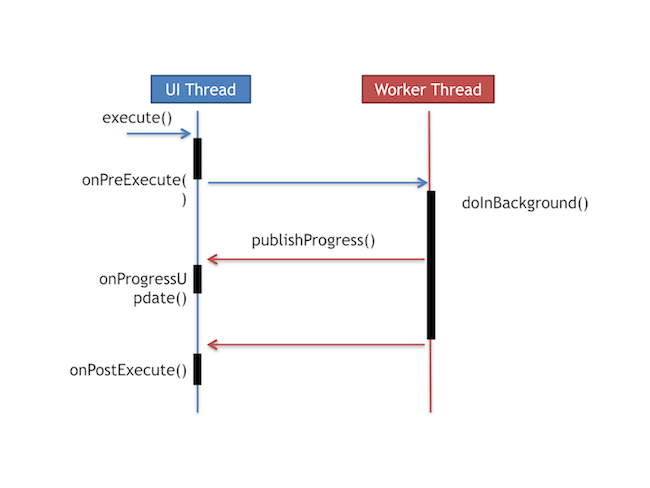 UI Thread
Worker Thread
execute()
onPreExecute(
)
doInBackground()
publishProgress()
onProgressU
pdate()
onPostExecute()